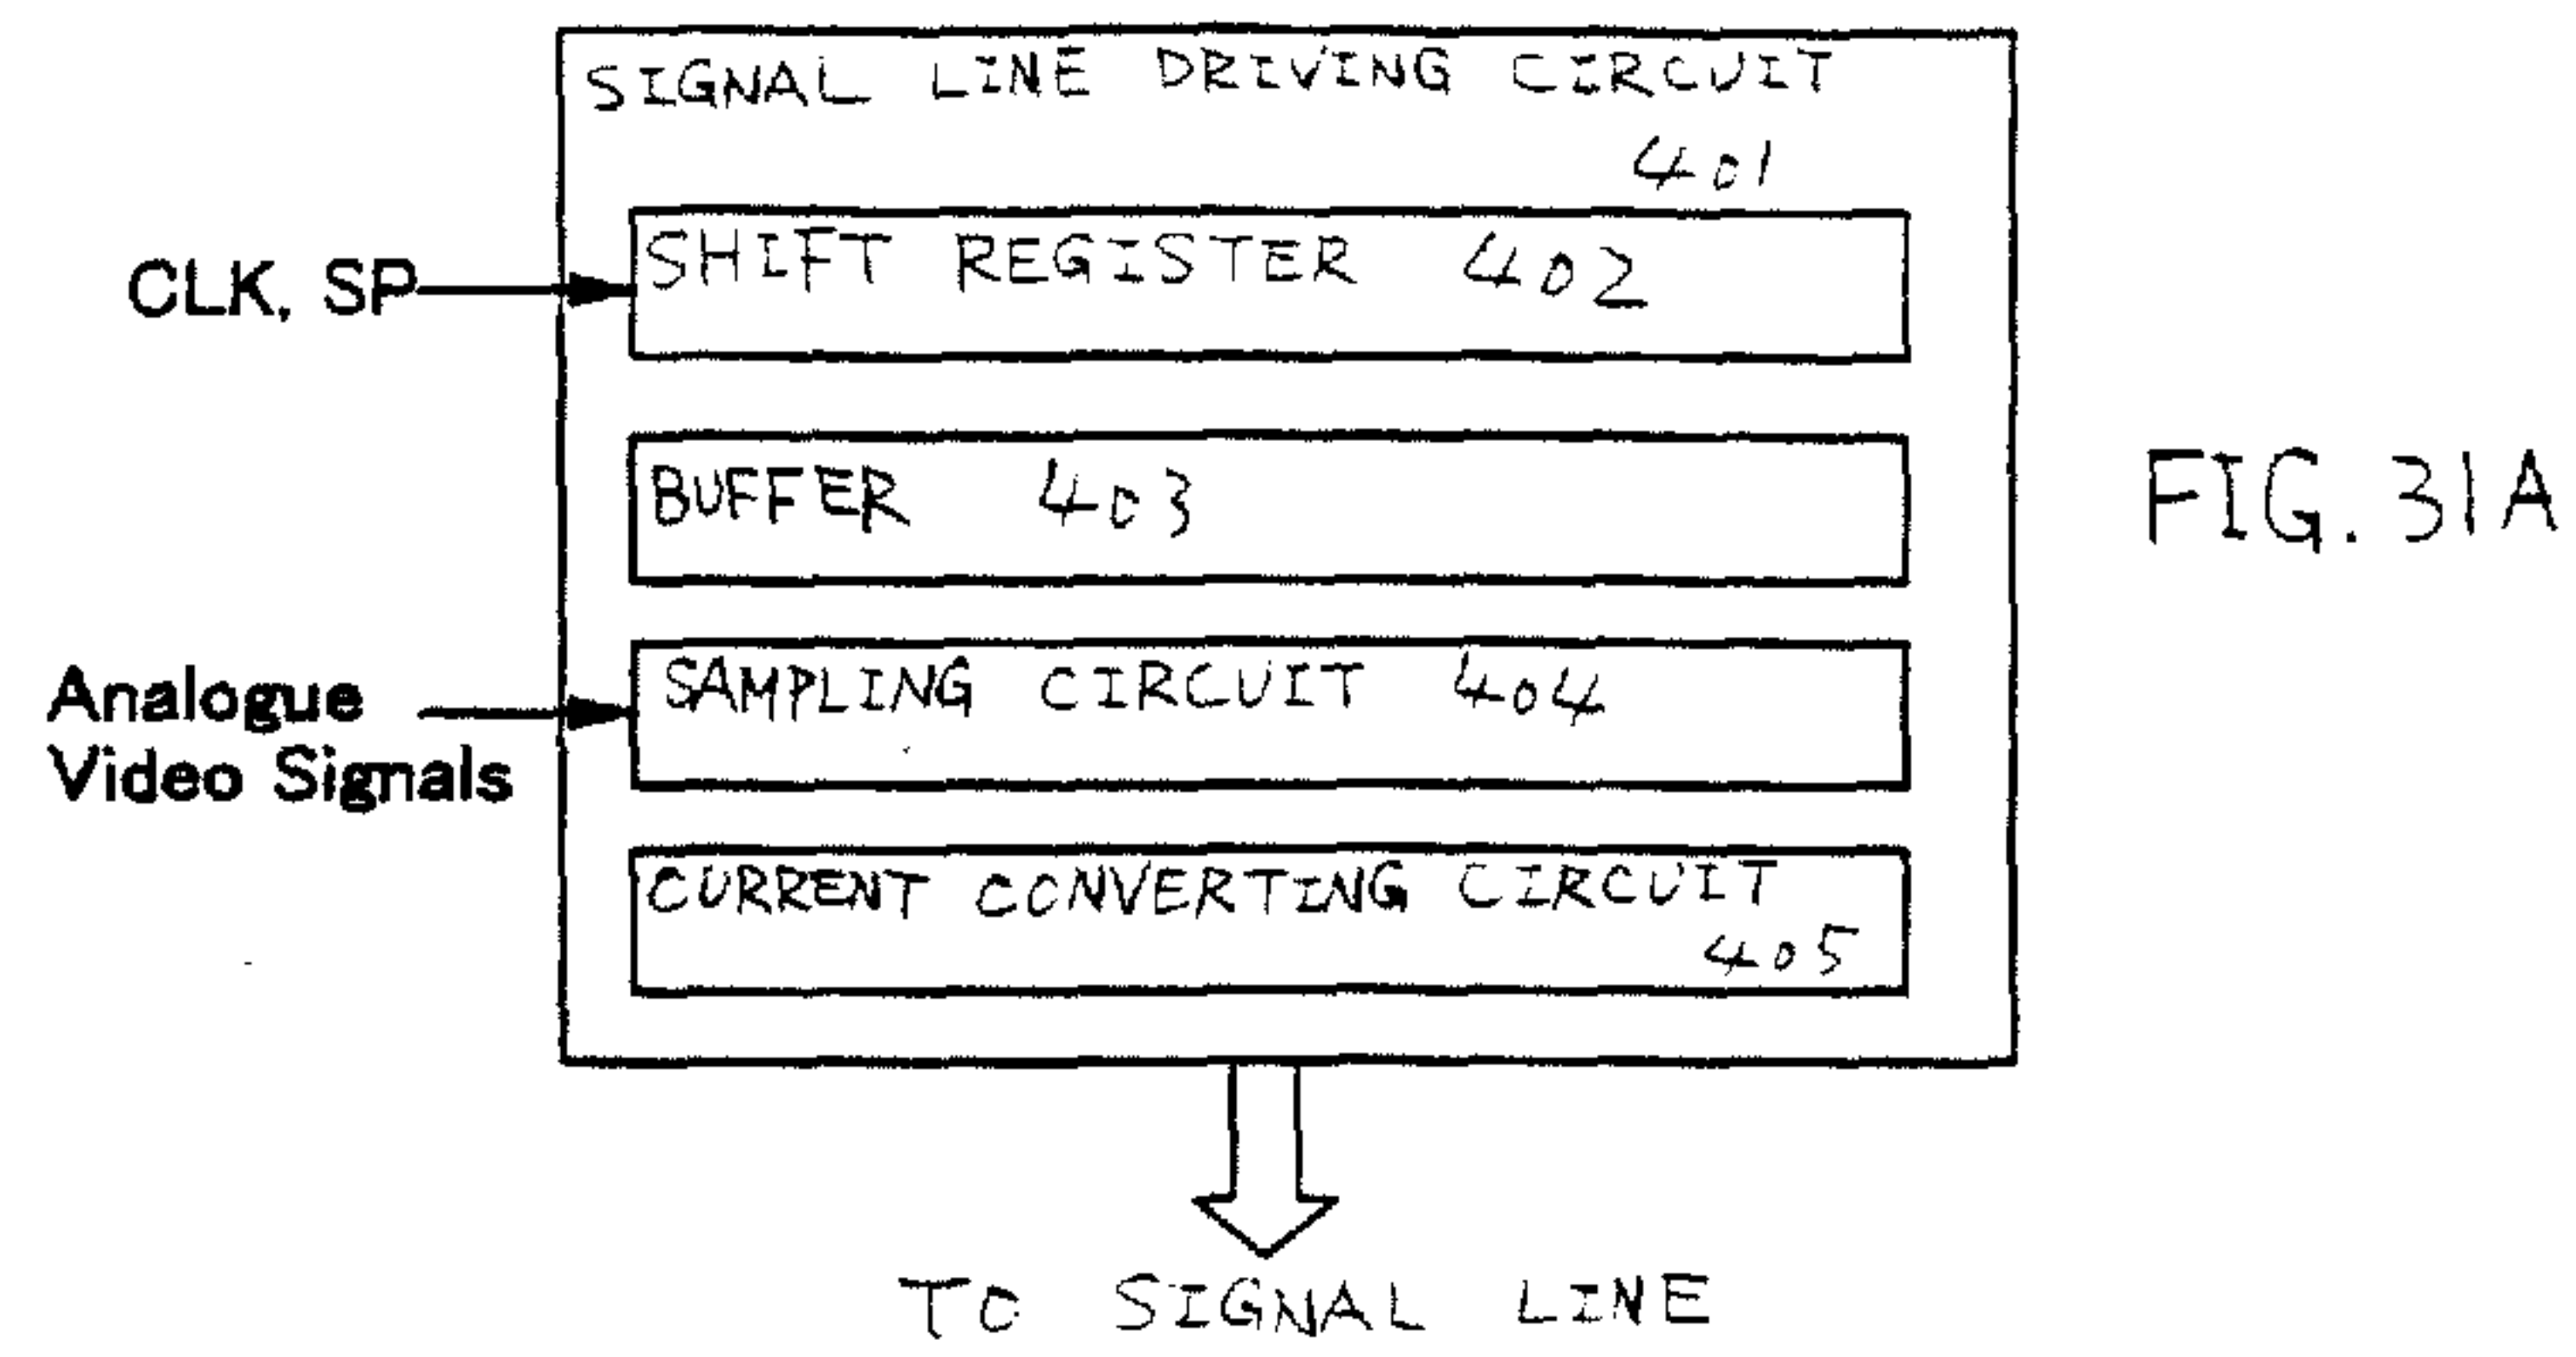 SIGNAL LINE DRIVING CIRCUIT
401
CLK, SP
SHIFT REGISTER 402
BUFFER 403
FIG. 31A
Analogue
Video Signals
SAMPLING CIRCUIT 404
CURRENT CONVERTING CIRCUIT
405
TO SIGNAL LINE